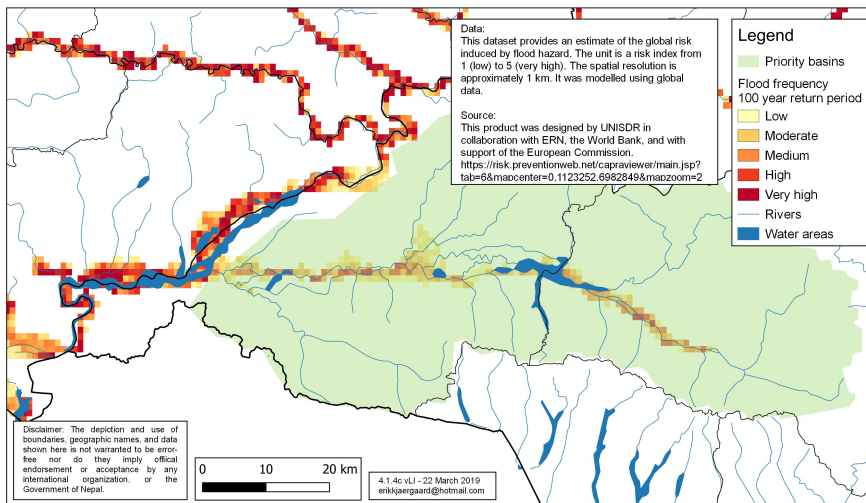 Data:
This dataset provides an estimate of the global risk
induced by flood hazard. The unit is a risk index from
1 (low) to 5 (very high). The spatial resolution is
approximately 1 km. It was modelled using global
data.
Source:
This product was designed by UNISDR in
collaboration with ERN, the World Bank, and with
support of the European Commission.
https://risk.preventionweb.net/capraviewer/main.jsp?
tab=6&mapcenter=0.1123252.6982849&mapzoom=2
Legend
Priority basins
Flood frequency
100 year return period
Low
Moderate
Medium
High
Very high
Rivers
Water areas
Disclaimer: The depiction and use of
boundaries, geographic names, and data
shown here is not warranted to be error-
free nor do they imply offiical
endorsement or acceptance by any
international organization, or the
Government of Nepal.
0 10 20 km
4.1.4c vLI - 22 March 2019
erikkjaergaard@hotmail.com